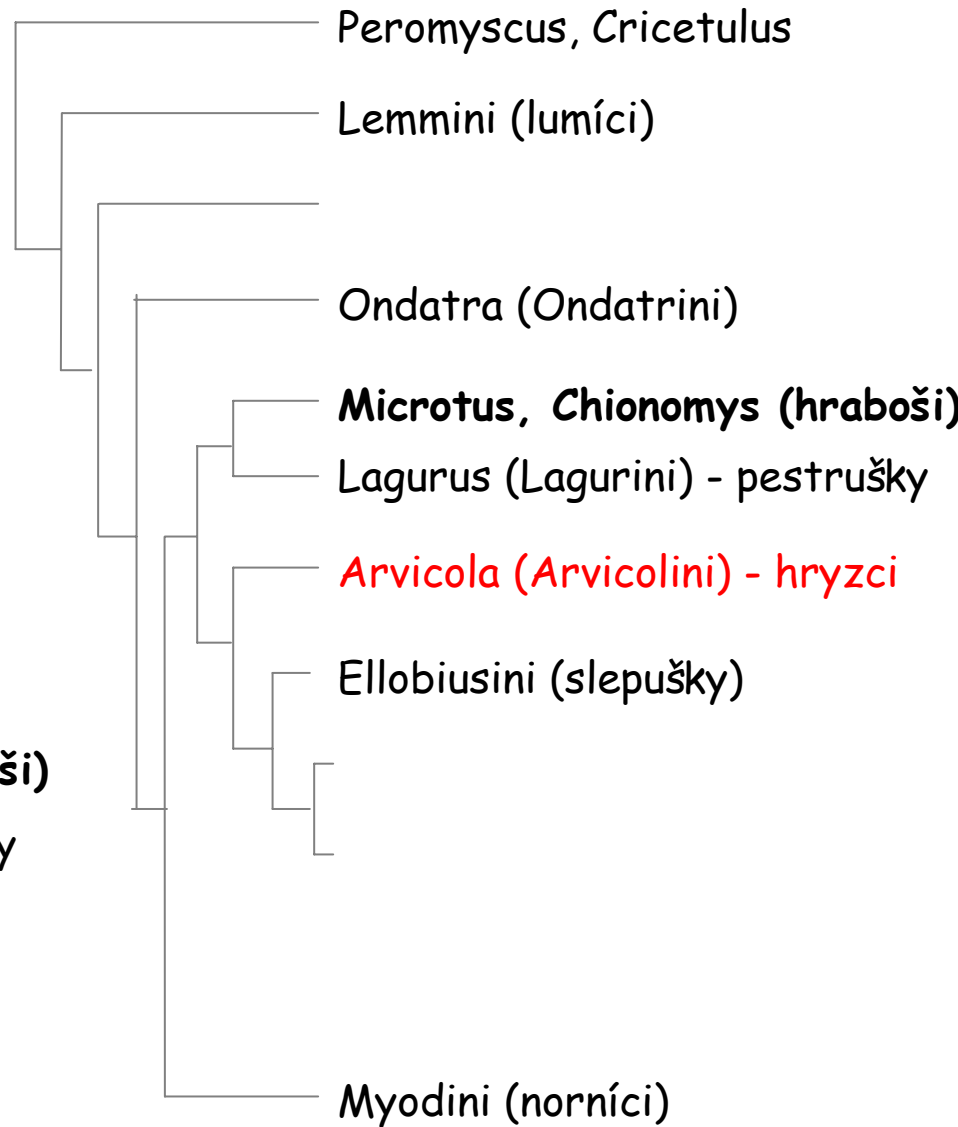 Peromyscus, Cricetulus
Lemmini (lumíci)
Ondatra (Ondatrini)
Microtus, Chionomys (hraboši)
Lagurus (Lagurini) - pestrušky
Arvicola (Arvicolini) - hryzci
Ellobiusini (slepušky)
ši)
y
Myodini (norníci)